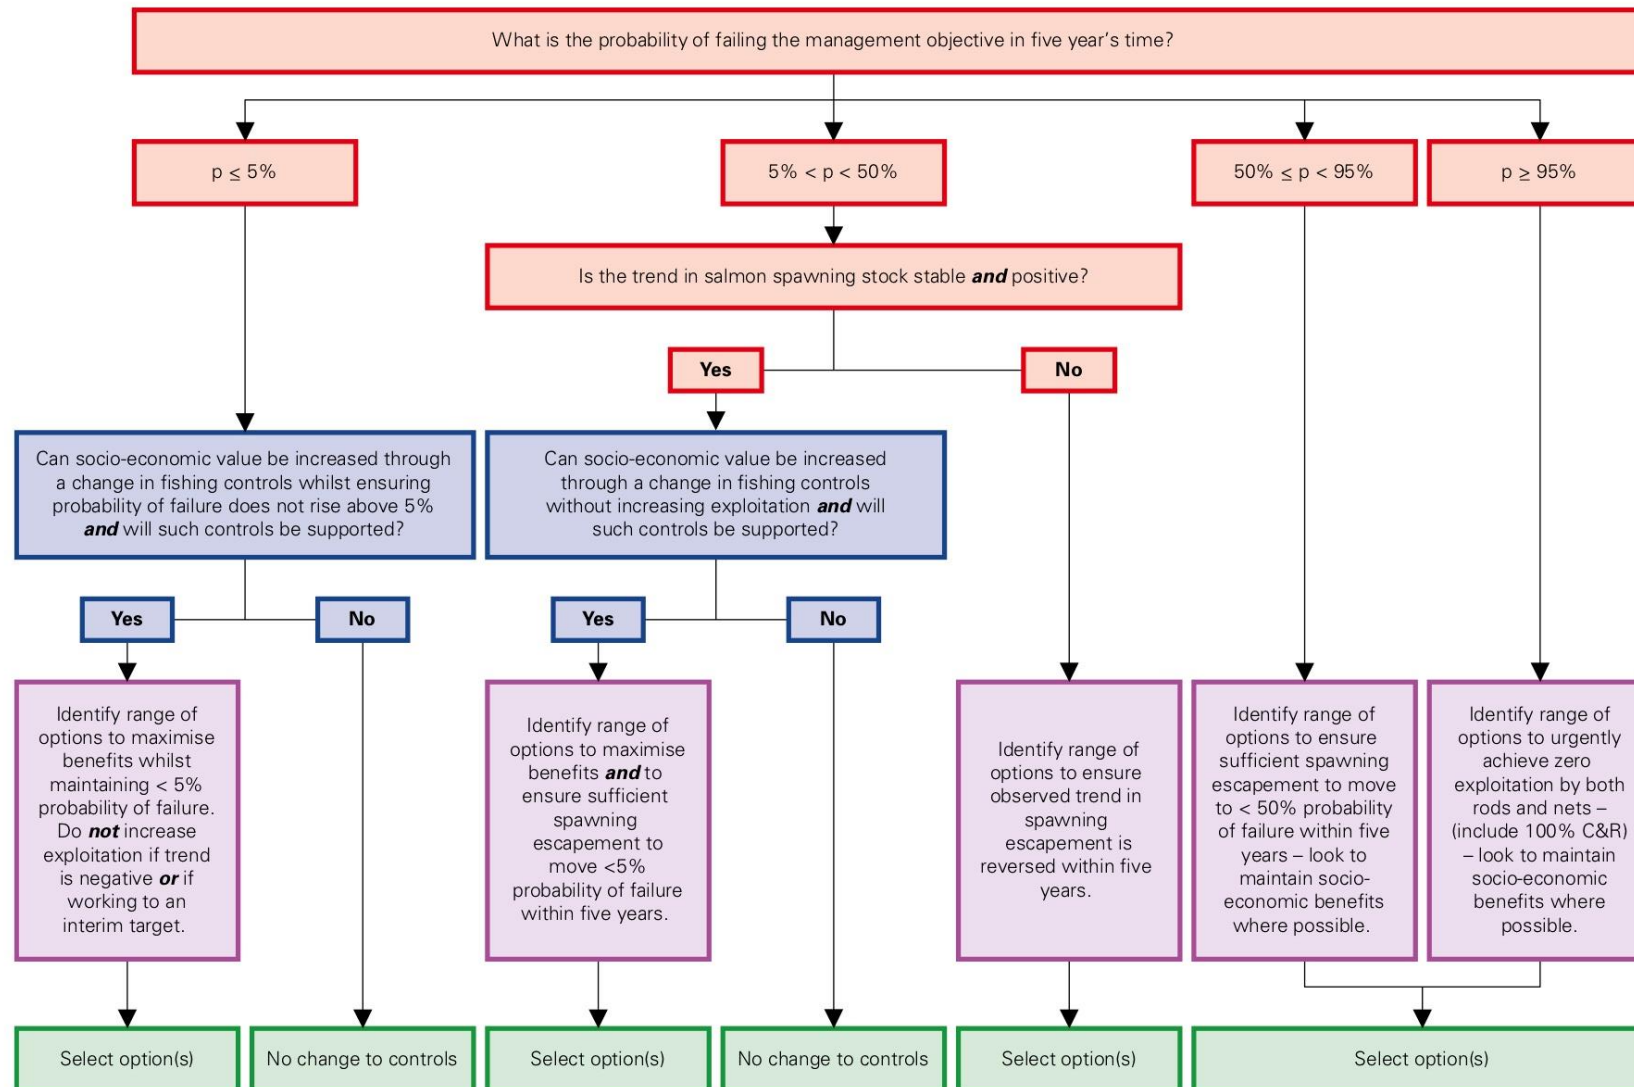 What is the probability of failing the management objective in five year's time?
p ≤ 5%
5% < p < 50%
50% ≤ p < 95%
p ≥ 95%
Is the trend in salmon spawning stock stable and positive?
Yes
No
Can socio-economic value be increased through
a change in fishing controls whilst ensuring
probability of failure does not rise above 5%
and will such controls be supported?
Can socio-economic value be increased
through a change in fishing controls
without increasing exploitation and will
such controls be supported?
Yes
No
Yes
No
Identify range of
options to maximise
benefits whilst
maintaining < 5%
probability of failure.
Do not increase
exploitation if trend
is negative or if
working to an
interim target.
Identify range of
options to maximise
benefits and to
ensure sufficient
spawning
escapement to
move <5%
probability of failure
within five years.
Identify range of
options to ensure
observed trend in
spawning
escapement is
reversed within five
years.
Identify range of
options to ensure
sufficient spawning
escapement to move
to < 50% probability
of failure within five
years – look to
maintain socio-
economic benefits
where possible.
Identify range of
options to urgently
achieve zero
exploitation by both
rods and nets –
(include 100% C&R)
– look to maintain
socio-economic
benefits where
possible.
Select option(s)
No change to controls
Select option(s)
No change to controls
Select option(s)
Select option(s)